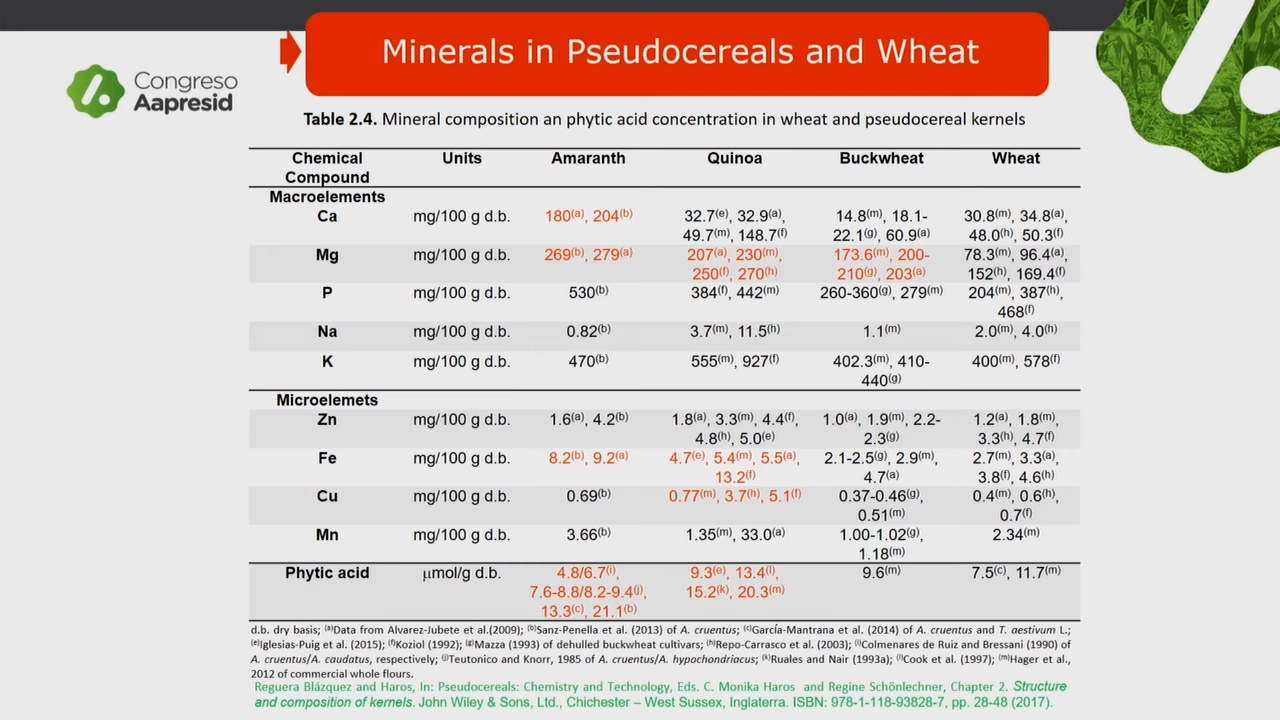 Minerals in Pseudocereals and Wheat
Congreso
Aapresid
Table 2.4. Mineral composition an phytic acid concentration in wheat and pseudocereal kernels
Chemical Compound Units Amaranth Quinoa Buckwheat Wheat
Macroelements
Ca mg/100 g d.b. 180(a), 204(b) 32.7(e), 32.9(a), 49.7(m), 148.7(f) 14.8(m), 18.1-22.1(g), 60.9(a) 30.8(m), 34.8(a), 48.0(h), 50.3(f)
Mg mg/100 g d.b. 269(b), 279(a) 207(a), 230(m), 250(f), 270(h) 173.6(m), 200-210(g), 203(a) 78.3(m), 96.4(a), 152(h), 169.4(f)
P mg/100 g d.b. 530(b) 384(f), 442(m) 260-360(g), 279(m) 204(m), 387(h), 468(f)
Na mg/100 g d.b. 0.82(b) 3.7(m), 11.5(h) 1.1(m) 2.0(m), 4.0(h)
K mg/100 g d.b. 470(b) 555(m), 927(f) 402.3(m), 410-440(g) 400(m), 578(f)
Microelemets
Zn mg/100 g d.b. 1.6(a), 4.2(b) 1.8(a), 3.3(m), 4.4(f), 4.8(h), 5.0(e) 1.0(a), 1.9(m), 2.2-2.3(g) 1.2(a), 1.8(m), 3.3(h), 4.7(f)
Fe mg/100 g d.b. 8.2(b), 9.2(a) 4.7(e), 5.4(m), 5.5(a), 13.2(f) 2.1-2.5(g), 2.9(m), 4.7(a) 2.7(m), 3.3(a), 3.8(f), 4.6(h)
Cu mg/100 g d.b. 0.69(b) 0.77(m), 3.7(h), 5.1(f) 0.37-0.46(g), 0.51(m) 0.4(m), 0.6(h), 0.7(f)
Mn mg/100 g d.b. 3.66(b) 1.35(m), 33.0(a) 1.00-1.02(g), 1.18(m) 2.34(m)
Phytic acid µmol/g d.b. 4.8/6.7(i), 7.6-8.8/8.2-9.4(j), 13.3(c), 21.1(b) 9.3(e), 13.4(l), 15.2(k), 20.3(m) 9.6(m) 7.5(c), 11.7(m)
d.b. dry basis; (a)Data from Alvarez-Jubete et al.(2009); (b)Sanz-Penella et al. (2013) of A. cruentus; (c)García-Mantrana et al. (2014) of A. cruentus and T. aestivum L.;
(e)Iglesias-Puig et al. (2015); (f)Koziol (1992); (g)Mazza (1993) of dehulled buckwheat cultivars; (h)Repo-Carrasco et al. (2003); (i)Colmenares de Ruiz and Bressani (1990) of
A. cruentus/A. caudatus, respectively; (j)Teutonico and Knorr, 1985 of A. cruentus/A. hypochondriacus; (k)Ruales and Nair (1993a); (l)Cook et al. (1997); (m)Hager et al.,
2012 of commercial whole flours.
Reguera Blázquez and Haros, In: Pseudocereals: Chemistry and Technology, Eds. C. Monika Haros and Regine Schönlechner, Chapter 2. Structure
and composition of kernels. John Wiley & Sons, Ltd., Chichester – West Sussex, Inglaterra. ISBN: 978-1-118-93828-7, pp. 28-48 (2017).